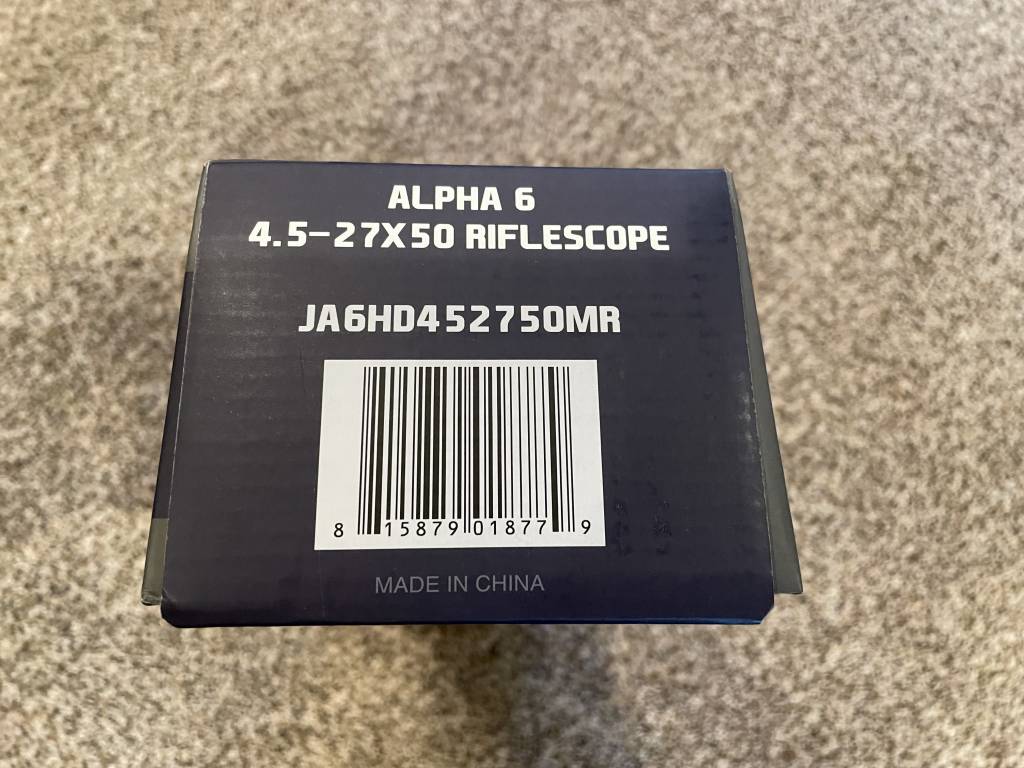 ALPHA 6
4.5-27X50 RIFLESCOPE
JA6HD452750MR
8 15879 01877 9
MADE IN CHINA